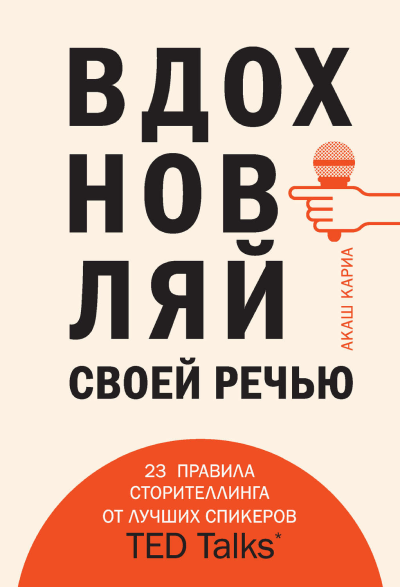 ВДОХ
НОВ
ЛЯЙ
СВОЕЙ РЕЧЬЮ
АКАШ КАРИА
23 ПРАВИЛА
СТОРИТЕЛЛИНГА
ОТ ЛУЧШИХ СПИКЕРОВ
TED Talks*